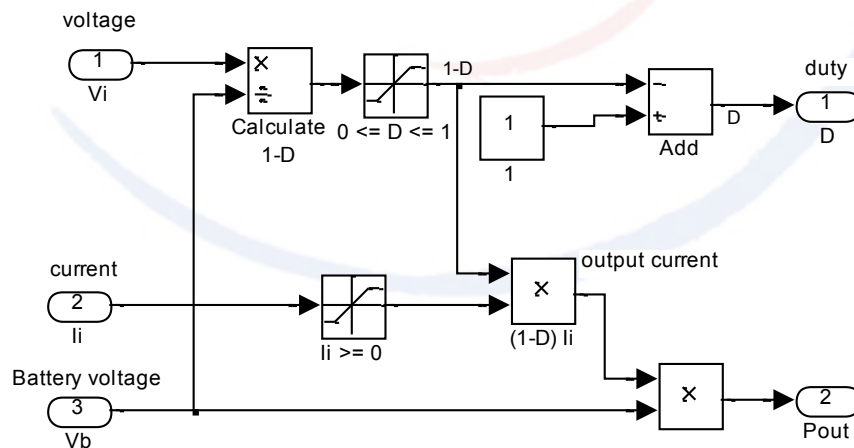 voltage
1
Vi
×
÷
Calculate
1-D
0 <= D <= 1
1-D
1
1
−
+
Add
D
duty
1
D
current
2
Ii
Ii >= 0
×
(1-D) Ii
output current
Battery voltage
3
Vb
×
2
Pout